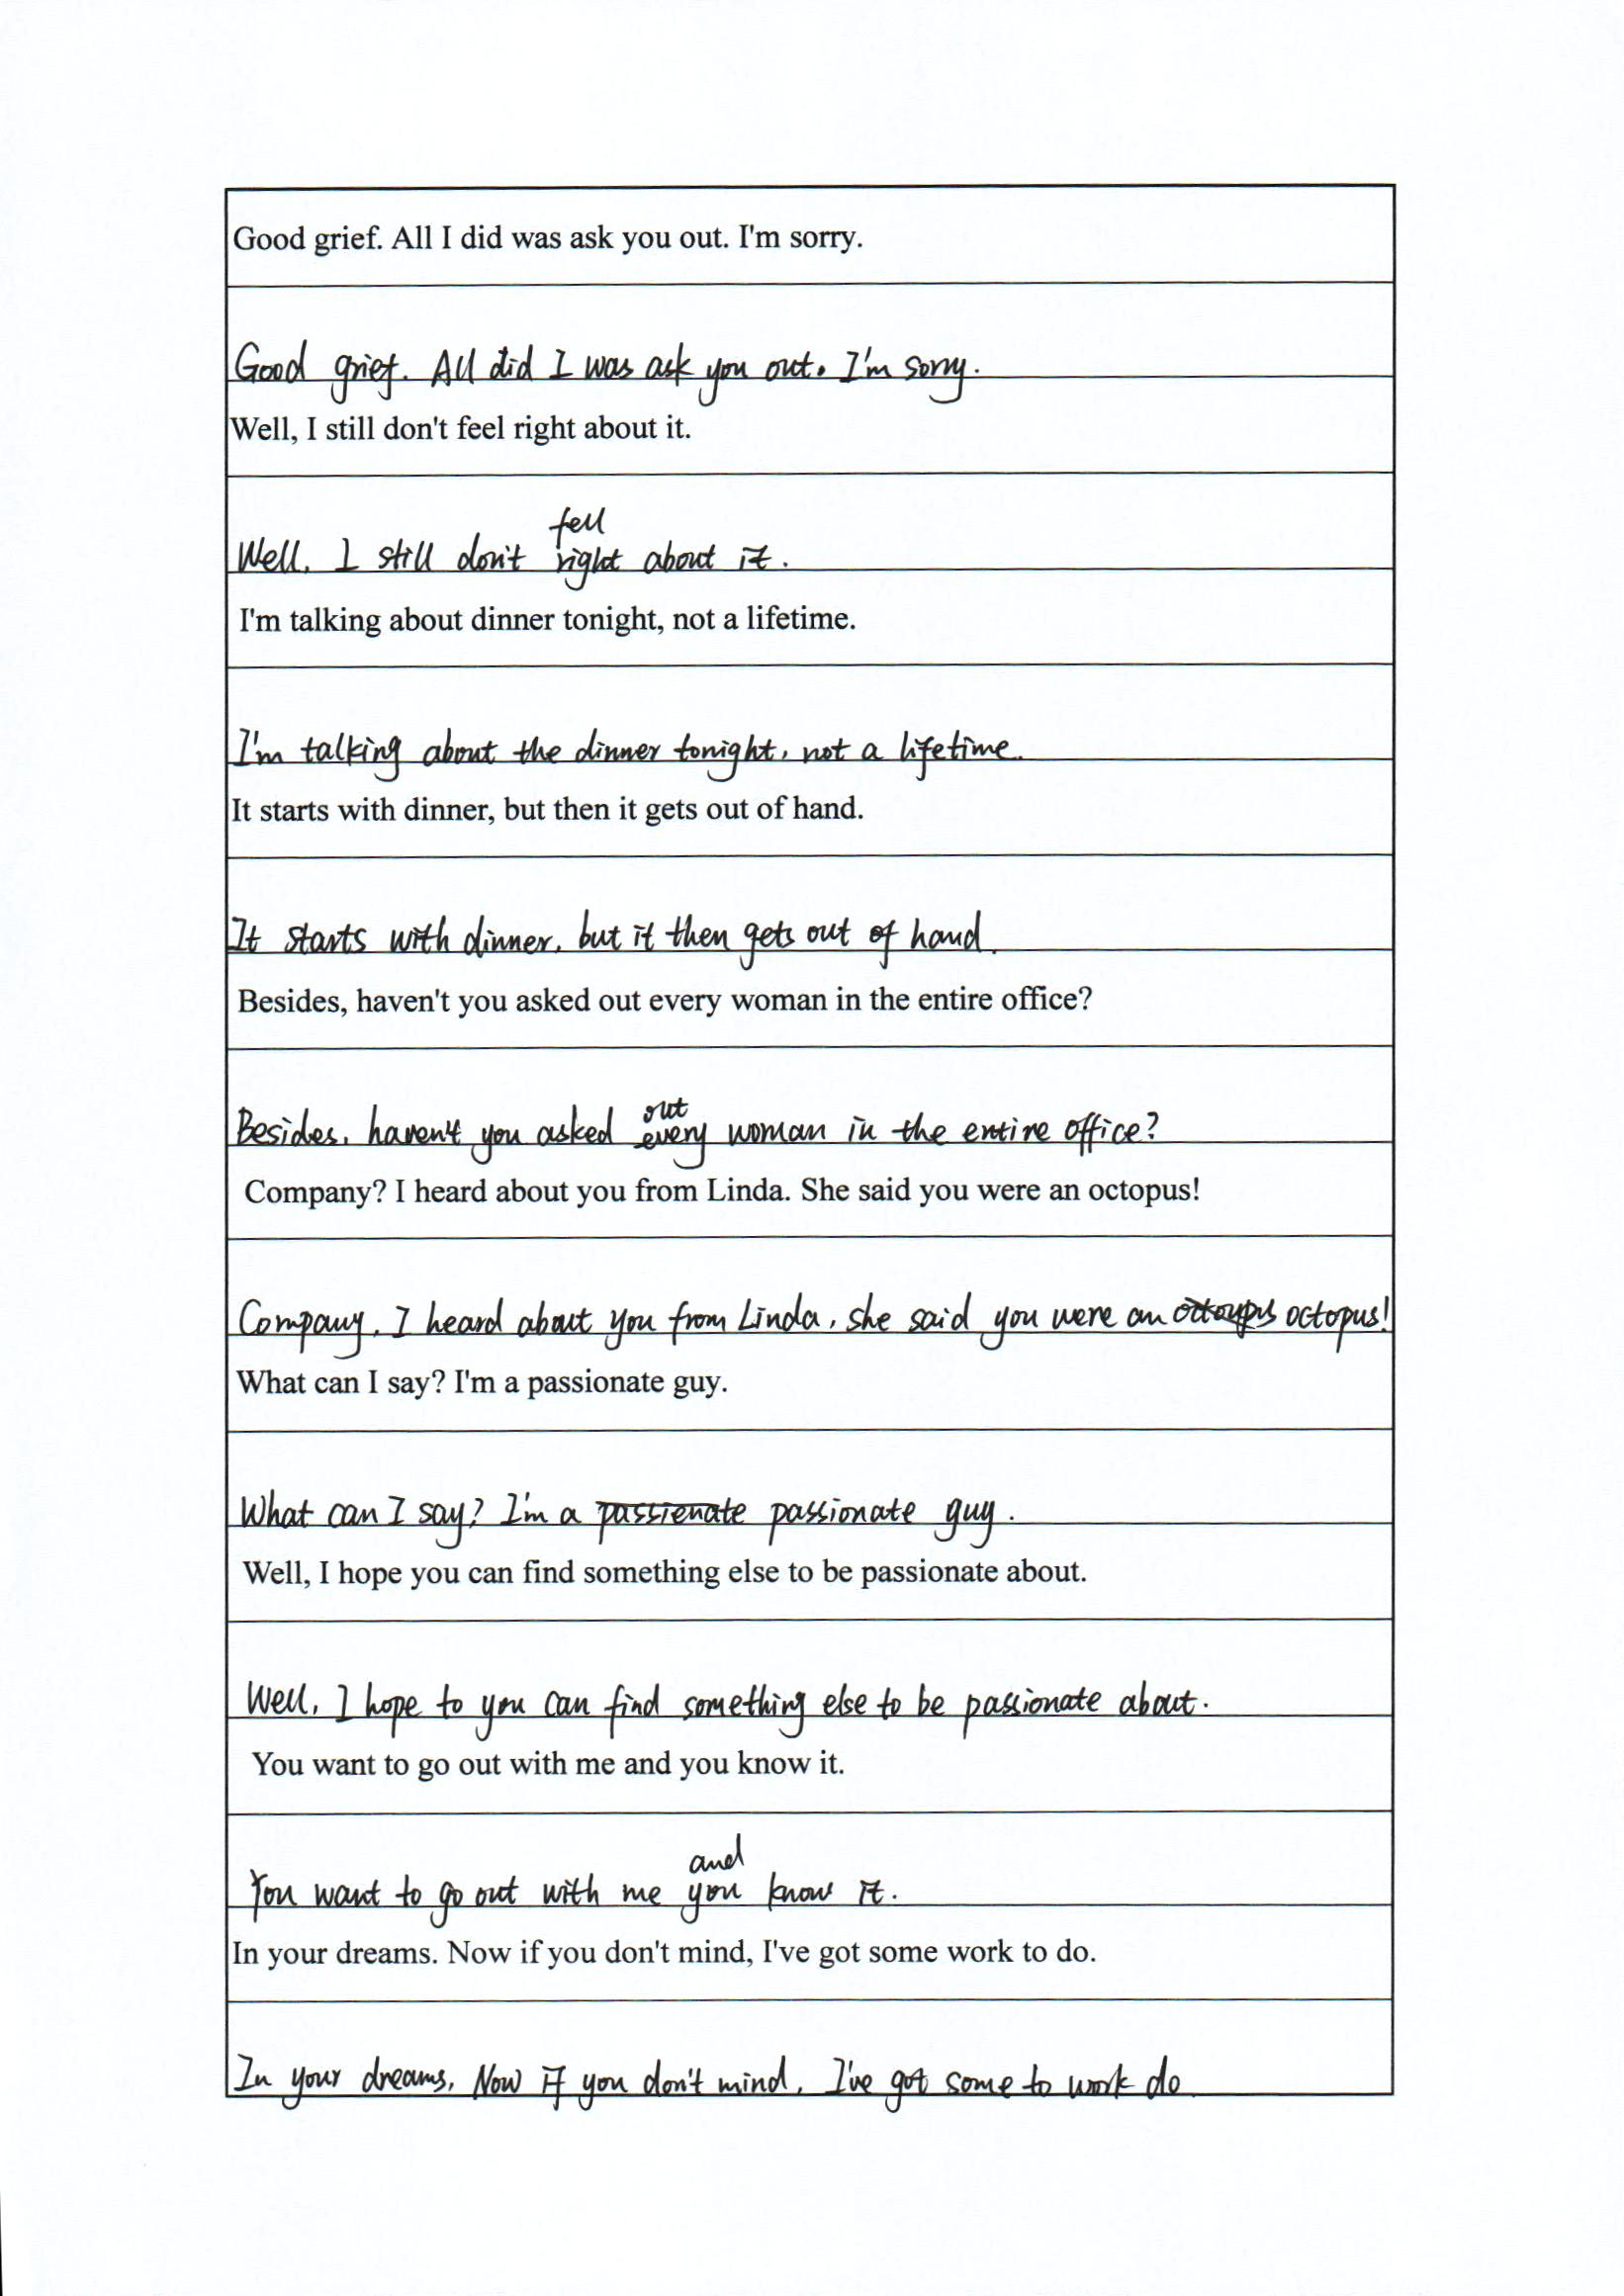 Good grief. All I did was ask you out. I'm sorry.
Good grief. All did I was ask you out. I'm sorry.
Well, I still don't feel right about it.
fell
Well, I still don't right about it.
I'm talking about dinner tonight, not a lifetime.
I'm talking about the dinner tonight, not a lifetime.
It starts with dinner, but then it gets out of hand.
It starts with dinner, but it then gets out of hand.
Besides, haven't you asked out every woman in the entire office?
out
Besides, haven't you asked every woman in the entire office?
Company? I heard about you from Linda. She said you were an octopus!
Company, I heard about you from Linda, she said you were an octopus!
What can I say? I'm a passionate guy.
What can I say? I'm a passionate guy.
Well, I hope you can find something else to be passionate about.
Well, I hope to you can find something else to be passionate about.
You want to go out with me and you know it.
and
You want to go out with me you know it.
In your dreams. Now if you don't mind, I've got some work to do.
In your dreams, Now if you don't mind, I've got some to work do.